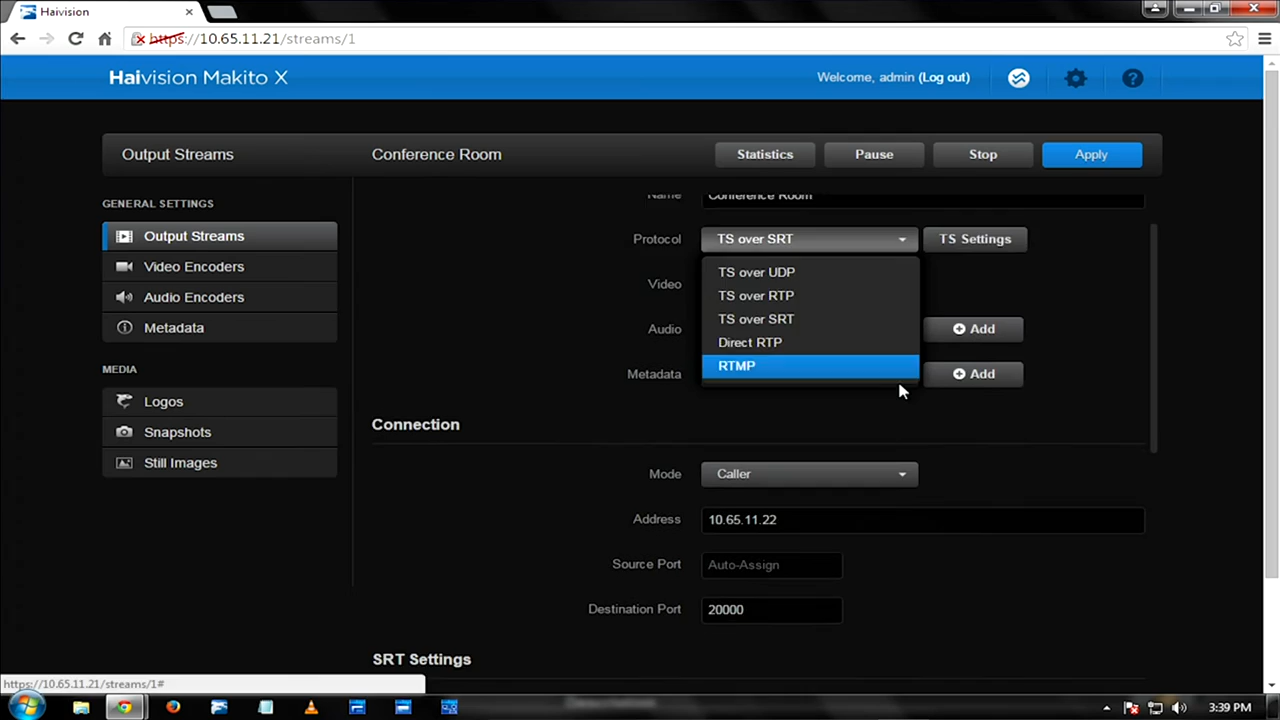 Haivision
https://10.65.11.21/streams/1
Haivision Makito X
Welcome, admin (Log out)
Output Streams
Conference Room
Statistics
Pause
Stop
Apply
GENERAL SETTINGS
Output Streams
Video Encoders
Audio Encoders
Metadata
MEDIA
Logos
Snapshots
Still Images
Name Conference Room
Protocol TS over SRT TS Settings
TS over UDP
TS over RTP
TS over SRT
Direct RTP
RTMP
Video
Audio Add
Metadata Add
Connection
Mode Caller
Address 10.65.11.22
Source Port Auto-Assign
Destination Port 20000
SRT Settings
https://10.65.11.21/streams/1#
3:39 PM